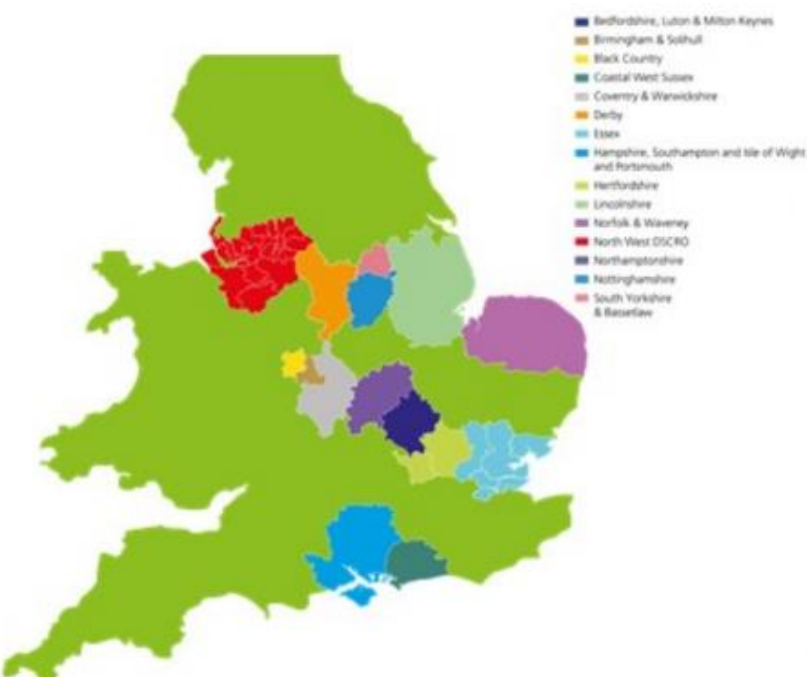 Bedfordshire, Luton & Milton Keynes
Birmingham & Solihull
Black Country
Coastal West Sussex
Coventry & Warwickshire
Derby
Essex
Hampshire, Southampton and Isle of Wight
and Portsmouth
Hertfordshire
Lincolnshire
Norfolk & Waveney
North West DSCRO
Northamptonshire
Nottinghamshire
South Yorkshire
& Bassetlaw